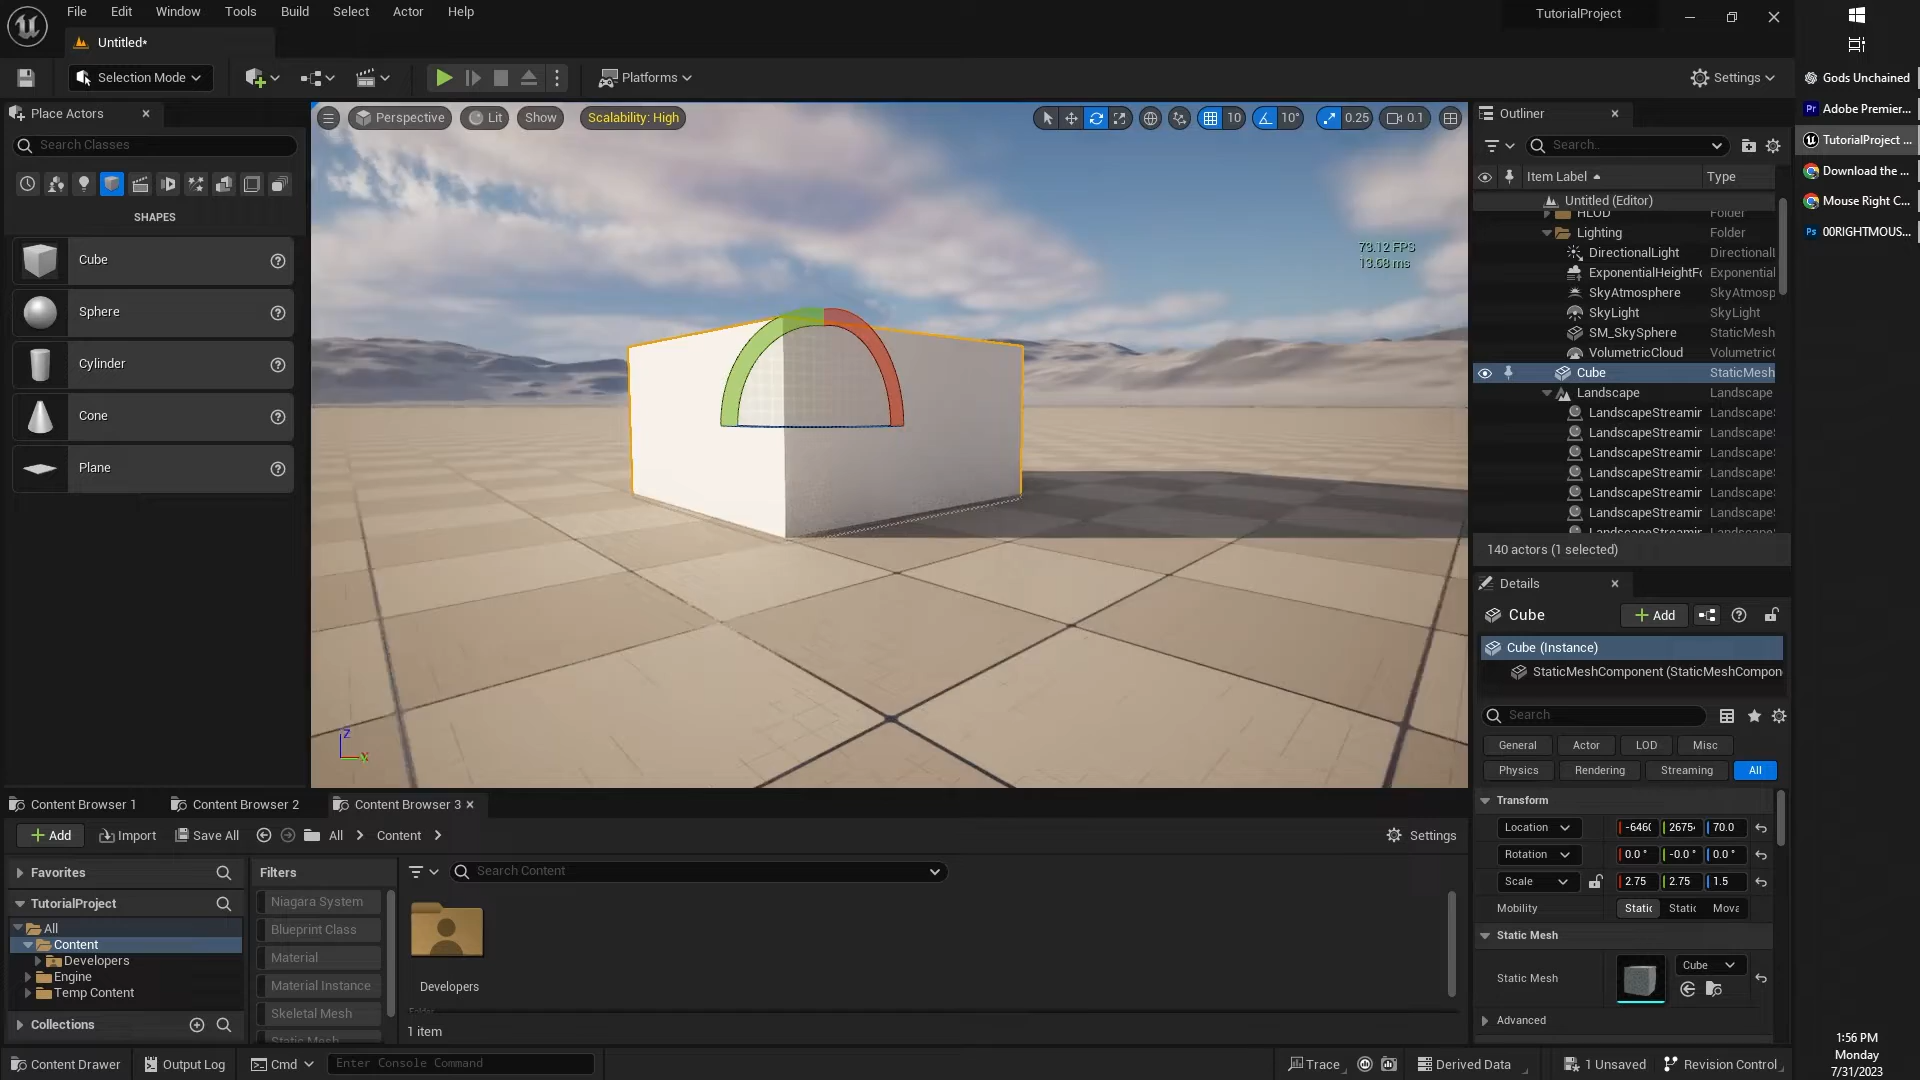 File Edit Window Tools Build Select Actor Help
TutorialProject
Untitled*
Selection Mode
Platforms
Settings
Gods Unchained
Adobe Premier...
TutorialProject ...
Download the ...
Mouse Right C...
00RIGHTMOUS...
Place Actors
Search Classes
SHAPES
Cube
Sphere
Cylinder
Cone
Plane
Perspective Lit Show Scalability: High
10 10° 0.25 0.1
73.12 FPS
13.68 ms
Z
Outliner
Search...
Item Label Type
Untitled (Editor)
HLOD Folder
Lighting Folder
DirectionalLight Directional
ExponentialHeightFo Exponential
SkyAtmosphere SkyAtmosp
SkyLight SkyLight
SM_SkySphere StaticMesh
VolumetricCloud Volumetric
Cube StaticMesh
Landscape Landscape
LandscapeStreamin Landscape
LandscapeStreamin Landscape
LandscapeStreamin Landscape
LandscapeStreamin Landscape
LandscapeStreamin Landscape
LandscapeStreamin Landscape
140 actors (1 selected)
Details
Cube
Add
Cube (Instance)
StaticMeshComponent (StaticMeshCompon
Search
General Actor LOD Misc
Physics Rendering Streaming All
Transform
Location 70.0
Rotation 0.0 ° -0.0 ° 0.0 °
Scale 2.75 2.75 1.5
Mobility Static Static Mova
Static Mesh
Static Mesh Cube
Advanced
Content Browser 1 Content Browser 2 Content Browser 3
Add Import Save All All Content Settings
Favorites
TutorialProject
All
Content
Developers
Engine
Temp Content
Collections
Filters
Niagara System
Blueprint Class
Material
Material Instance
Skeletal Mesh
Static Mesh
Search Content
Developers
1 item
Content Drawer Output Log Cmd Enter Console Command
Trace Derived Data 1 Unsaved Revision Control
1:56 PM
Monday
7/31/2023